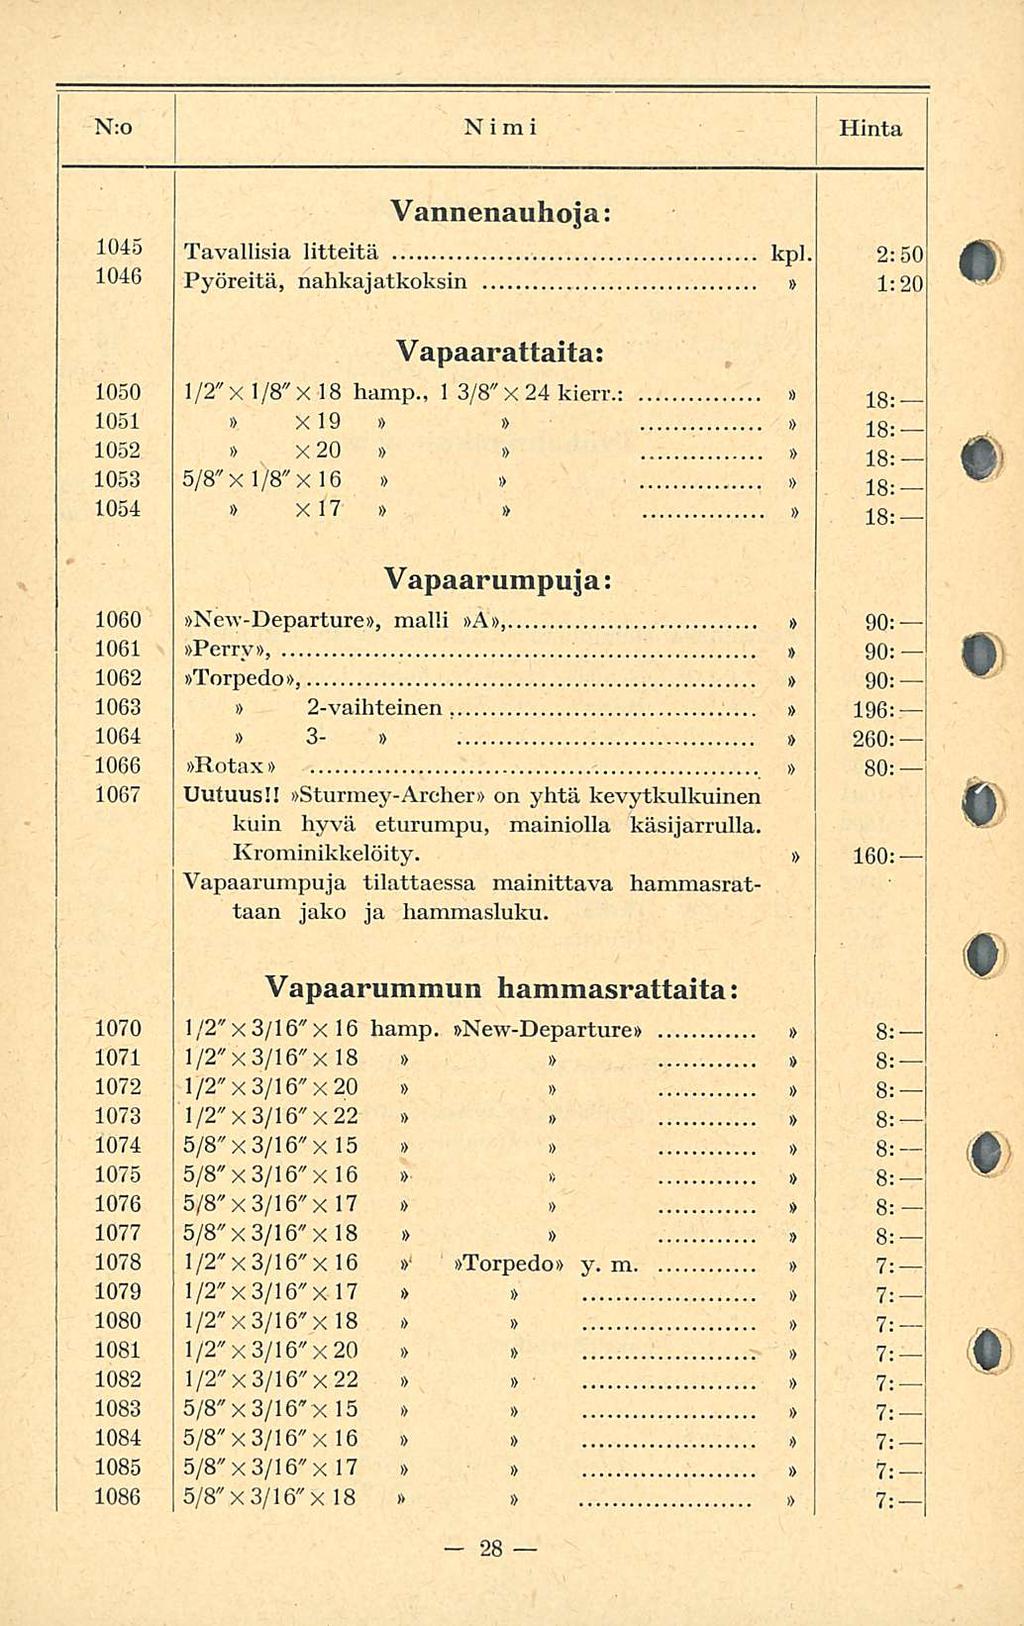 N:o Nimi Hinta
Vannenauhoja:
1045 Tavallisia litteitä ........ kpl. 2:50
1046 Pyöreitä, nahkajatkoksin ........ » 1:20
Vapaarattaita:
1050 1/2″×1/8″×18 hamp., 1 3/8″×24 kierr.: ........ » 18:—
1051 » ×19 » » ........ » 18:—
1052 » ×20 » » ........ » 18:—
1053 5/8″×1/8″×16 » » ........ » 18:—
1054 » ×17 » » ........ » 18:—
Vapaarumpuja:
1060 »New-Departure», malli »A»,........ » 90:—
1061 »Perry», ........ » 90:—
1062 »Torpedo»,........ » 90:—
1063 » 2-vaihteinen ........ » 196:—
1064 » 3- » ........ » 260:—
1066 »Rotax» ........ » 80:—
1067 Uutuus!! »Sturmey-Archer» on yhtä kevytkulkuinen
kuin hyvä eturumpu, mainiolla käsijarrulla.
Krominikkelöity. » 160:—
Vapaarumpuja tilattaessa mainittava hammasrat-
taan jako ja hammasluku.
Vapaarummun hammasrattaita:
1070 1/2″×3/16″×16 hamp. »New-Departure» ........ » 8:—
1071 1/2″×3/16″×18 » » ........ » 8:—
1072 1/2″×3/16″×20 » » ........ » 8:—
1073 1/2″×3/16″×22 » » ........ » 8:—
1074 5/8″×3/16″×15 » » ........ » 8:—
1075 5/8″×3/16″×16 » » ........ » 8:—
1076 5/8″×3/16″×17 » » ........ » 8:—
1077 5/8″×3/16″×18 » » ........ » 8:—
1078 1/2″×3/16″×16 » »Torpedo» y. m. ........ » 7:—
1079 1/2″×3/16″×17 » » ........ » 7:—
1080 1/2″×3/16″×18 » » ........ » 7:—
1081 1/2″×3/16″×20 » » ........ » 7:—
1082 1/2″×3/16″×22 » » ........ » 7:—
1083 5/8″×3/16″×15 » » ........ » 7:—
1084 5/8″×3/16″×16 » » ........ » 7:—
1085 5/8″×3/16″×17 » » ........ » 7:—
1086 5/8″×3/16″×18 » » ........ » 7:—
— 28 —